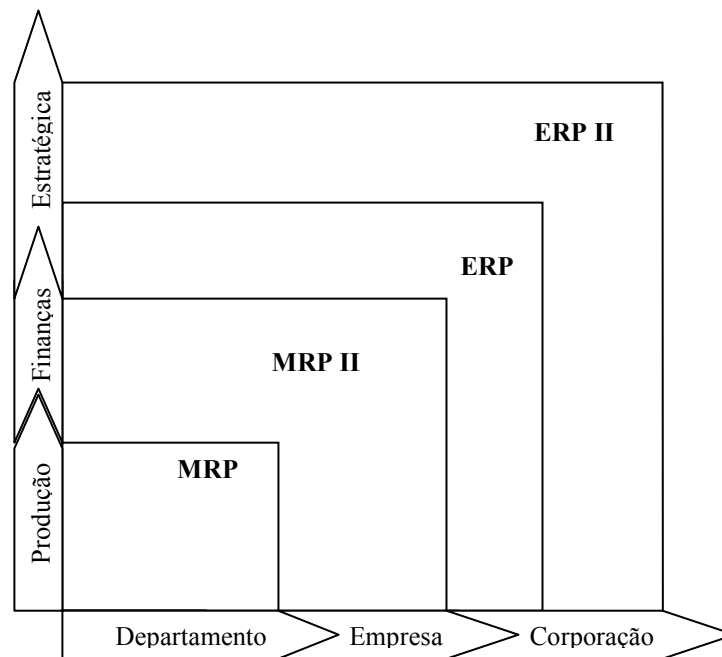 Estratégica
ERP II
ERP
Finanças
MRP II
MRP
Produção
Departamento
Empresa
Corporação